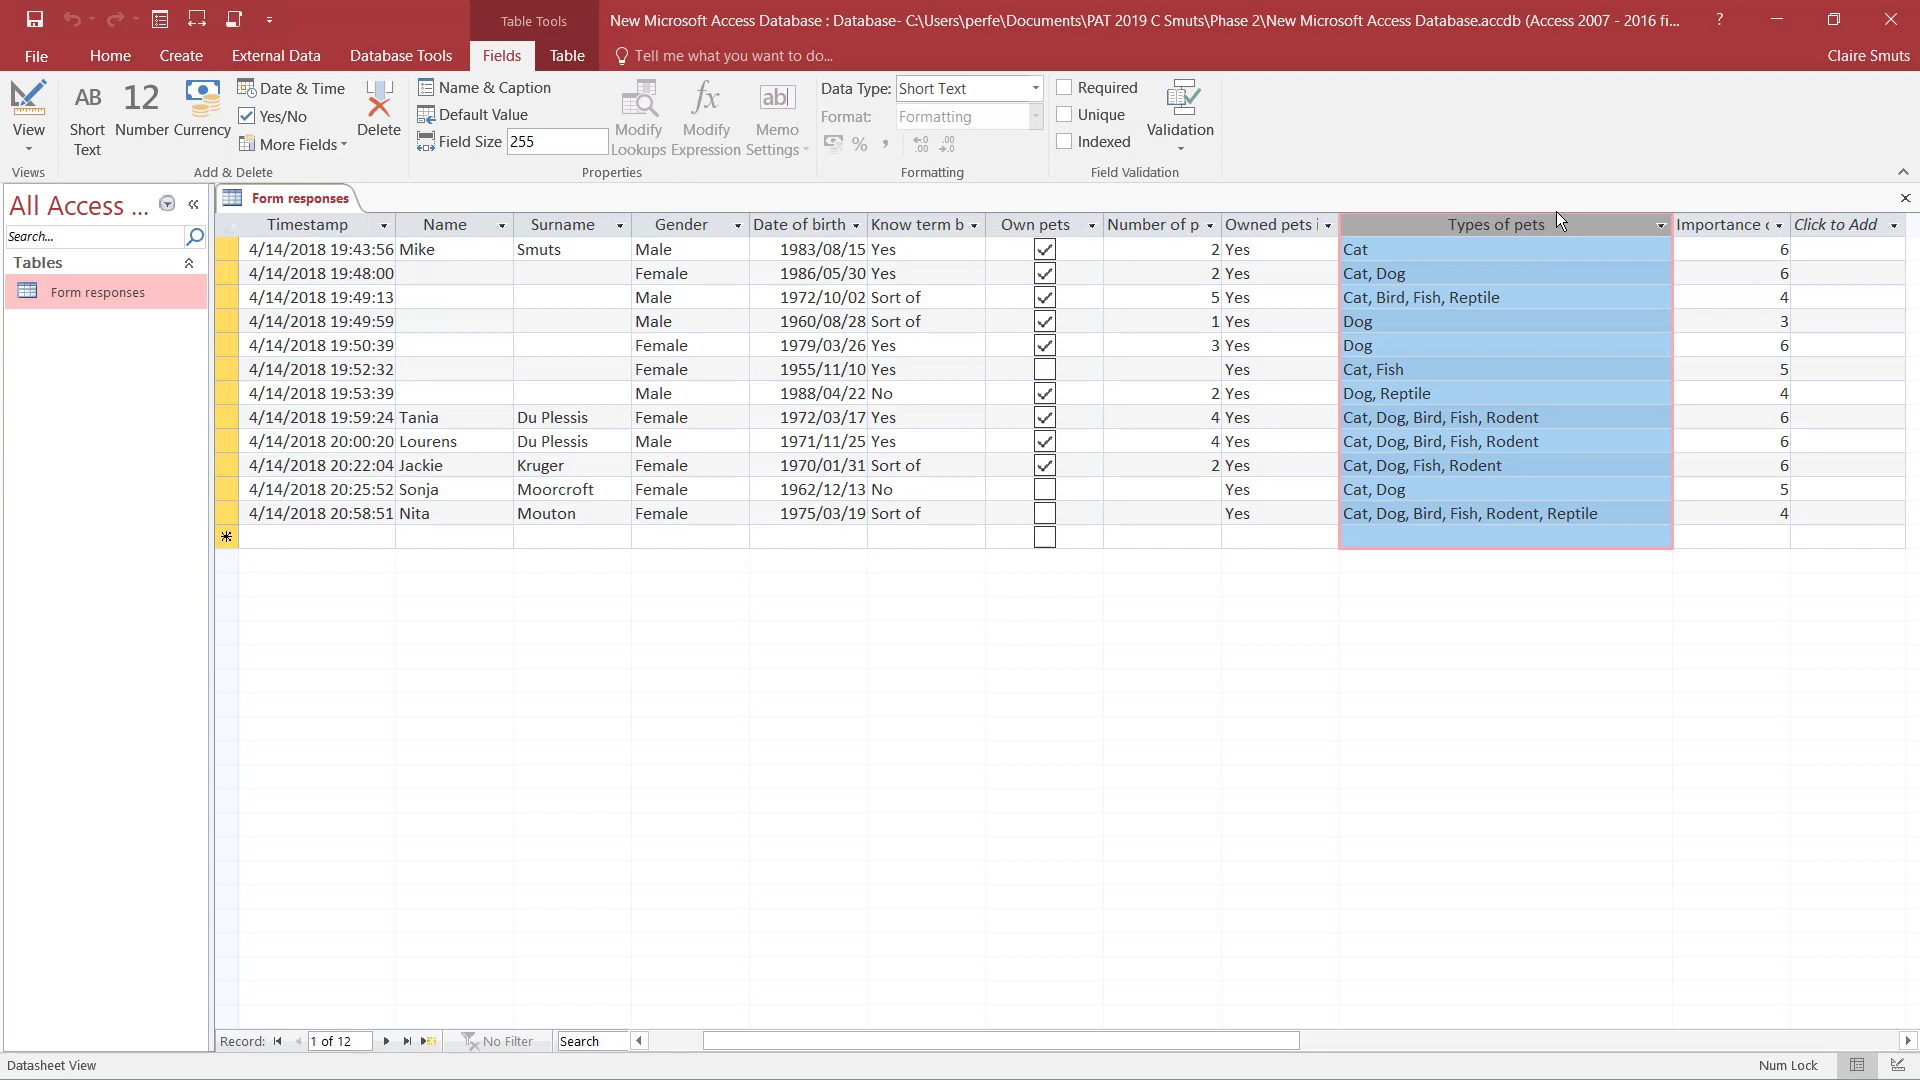 Table Tools
New Microsoft Access Database : Database- C:\Users\perfe\Documents\PAT 2019 C Smuts\Phase 2\New Microsoft Access Database.accdb (Access 2007 - 2016 fi...
?
File Home Create External Data Database Tools Fields Table Tell me what you want to do... Claire Smuts
View
Views
AB Short Text
12 Number
Currency
Date & Time
Yes/No
More Fields
Delete
Add & Delete
Name & Caption
Default Value
Field Size 255
Modify Lookups
fx Modify Expression
ab Memo Settings
Properties
Data Type: Short Text
Format: Formatting
% , .0 .00 .00 .0
Formatting
Required
Unique
Indexed
Validation
Field Validation
All Access ...
Search...
Tables
Form responses
Form responses
Timestamp Name Surname Gender Date of birth Know term b Own pets Number of p Owned pets i Types of pets Importance c Click to Add
4/14/2018 19:43:56 Mike Smuts Male 1983/08/15 Yes 2 Yes Cat 6
4/14/2018 19:48:00 Female 1986/05/30 Yes 2 Yes Cat, Dog 6
4/14/2018 19:49:13 Male 1972/10/02 Sort of 5 Yes Cat, Bird, Fish, Reptile 4
4/14/2018 19:49:59 Male 1960/08/28 Sort of 1 Yes Dog 3
4/14/2018 19:50:39 Female 1979/03/26 Yes 3 Yes Dog 6
4/14/2018 19:52:32 Female 1955/11/10 Yes Yes Cat, Fish 5
4/14/2018 19:53:39 Male 1988/04/22 No 2 Yes Dog, Reptile 4
4/14/2018 19:59:24 Tania Du Plessis Female 1972/03/17 Yes 4 Yes Cat, Dog, Bird, Fish, Rodent 6
4/14/2018 20:00:20 Lourens Du Plessis Male 1971/11/25 Yes 4 Yes Cat, Dog, Bird, Fish, Rodent 6
4/14/2018 20:22:04 Jackie Kruger Female 1970/01/31 Sort of 2 Yes Cat, Dog, Fish, Rodent 6
4/14/2018 20:25:52 Sonja Moorcroft Female 1962/12/13 No Yes Cat, Dog 5
4/14/2018 20:58:51 Nita Mouton Female 1975/03/19 Sort of Yes Cat, Dog, Bird, Fish, Rodent, Reptile 4
Record: 1 of 12 No Filter Search
Datasheet View Num Lock